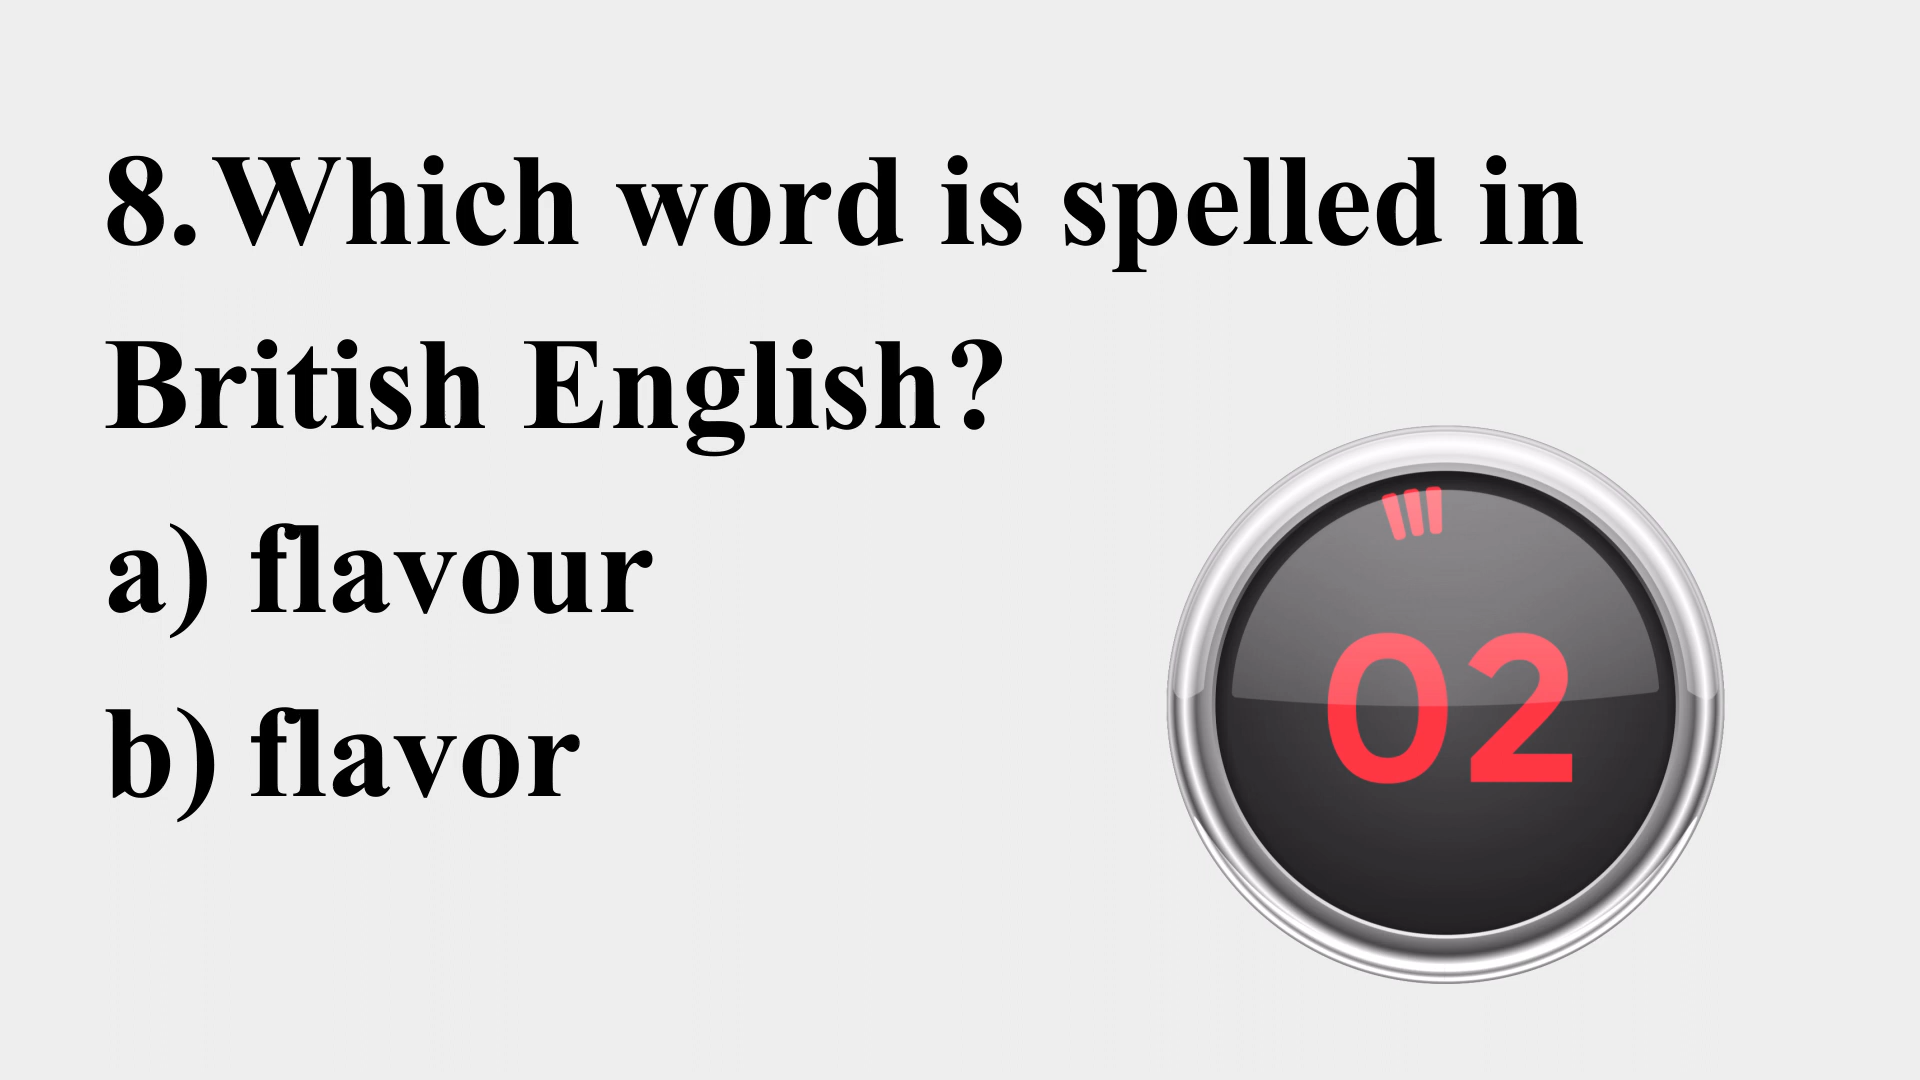 8. Which word is spelled in
British English?
a) flavour
b) flavor
02